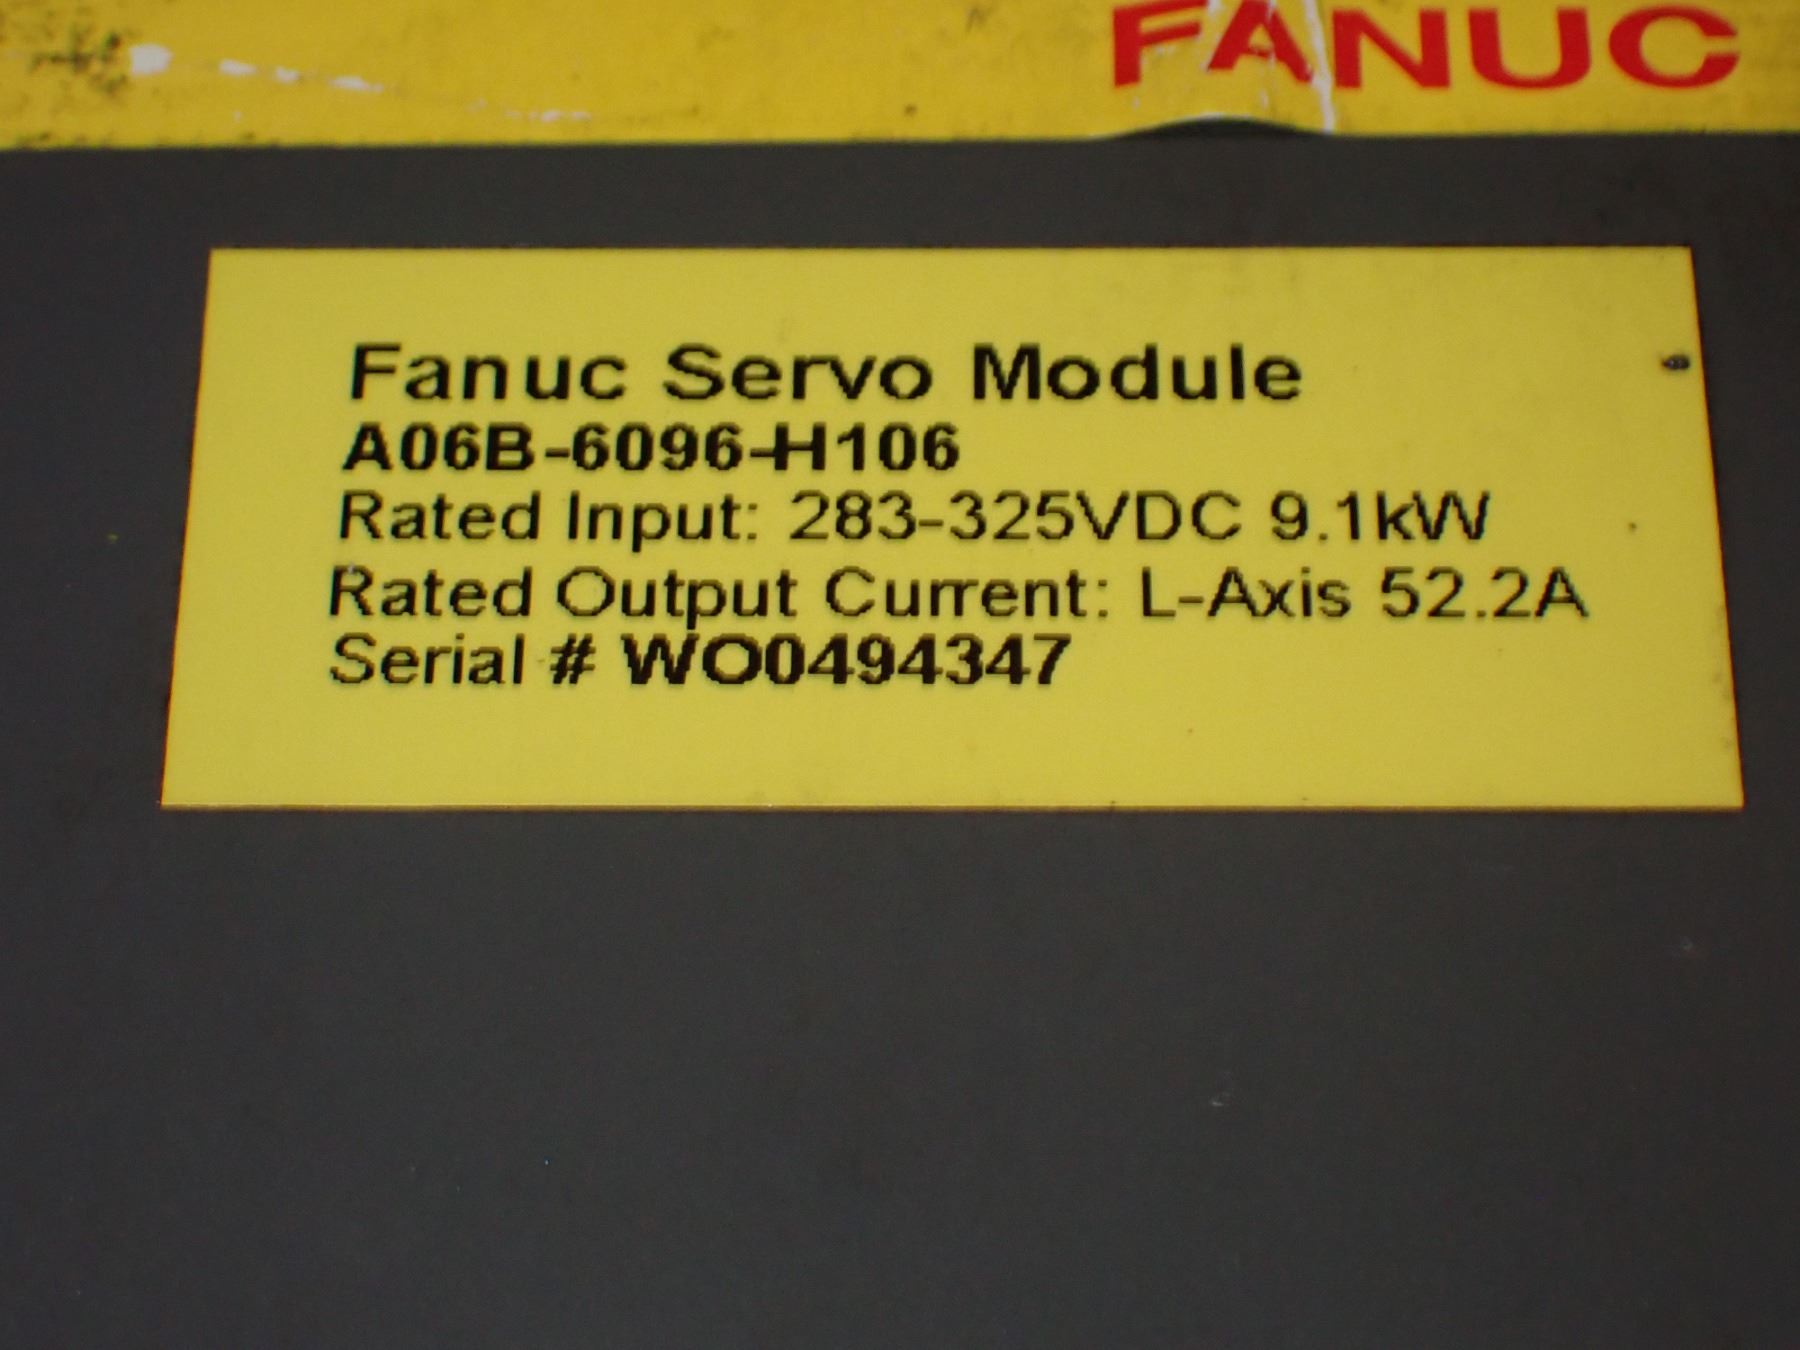 FANUC
Fanuc Servo Module
A06B-6096-H106
Rated Input: 283-325VDC 9.1kW
Rated Output Current: L-Axis 52.2A
Serial # WO0494347